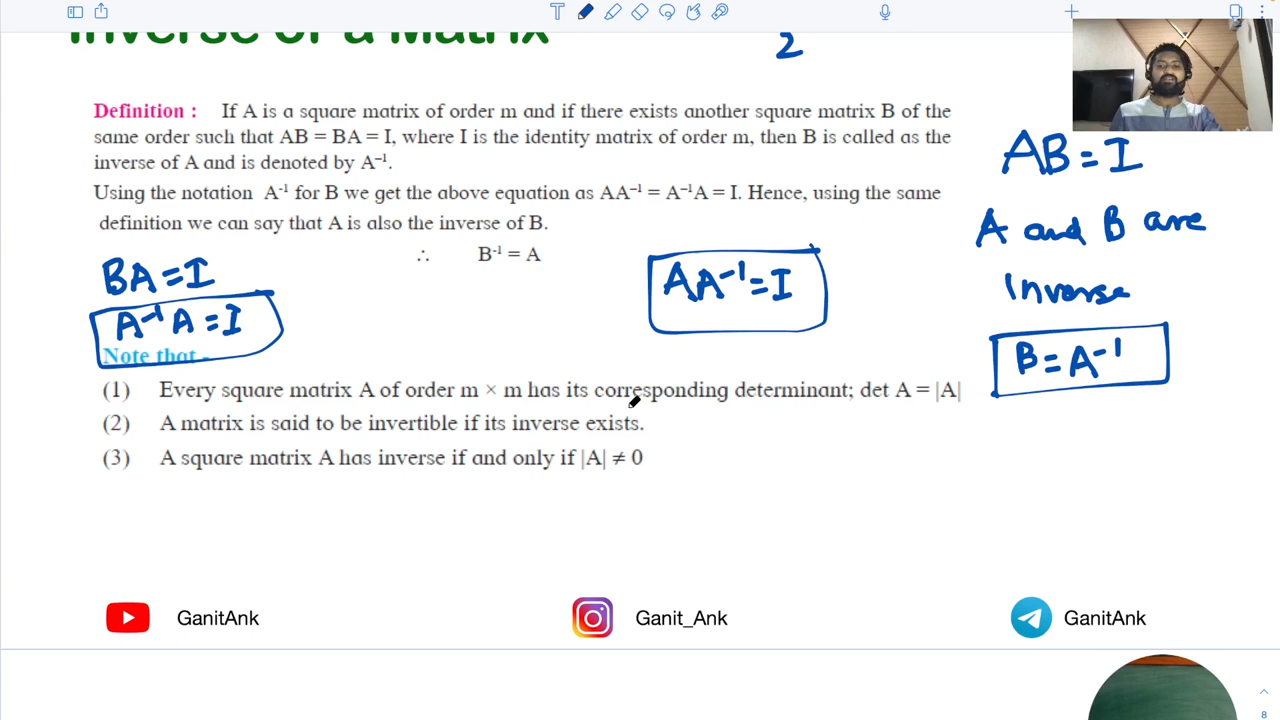 Inverse of a Matrix
2
Definition : If A is a square matrix of order m and if there exists another square matrix B of the
same order such that AB = BA = I, where I is the identity matrix of order m, then B is called as the
inverse of A and is denoted by A⁻¹.
Using the notation A⁻¹ for B we get the above equation as AA⁻¹ = A⁻¹A = I. Hence, using the same
definition we can say that A is also the inverse of B.
∴ B⁻¹ = A
AB = I
A and B are
Inverse
B = A⁻¹
BA = I
A⁻¹A = I
AA⁻¹ = I
Note that -
(1) Every square matrix A of order m × m has its corresponding determinant; det A = |A|
(2) A matrix is said to be invertible if its inverse exists.
(3) A square matrix A has inverse if and only if |A| ≠ 0
GanitAnk Ganit_Ank GanitAnk
8